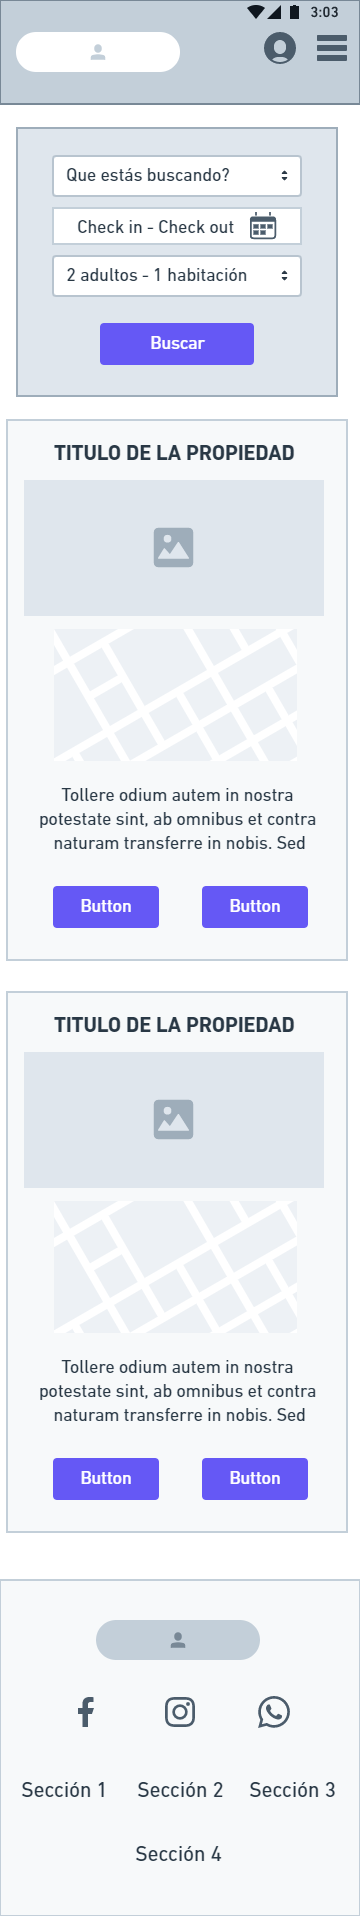 3:03
Que estás buscando?
Check in - Check out
2 adultos - 1 habitación
Buscar
TITULO DE LA PROPIEDAD
Tollere odium autem in nostra
potestate sint, ab omnibus et contra
naturam transferre in nobis. Sed
Button Button
TITULO DE LA PROPIEDAD
Tollere odium autem in nostra
potestate sint, ab omnibus et contra
naturam transferre in nobis. Sed
Button Button
Sección 1 Sección 2 Sección 3
Sección 4